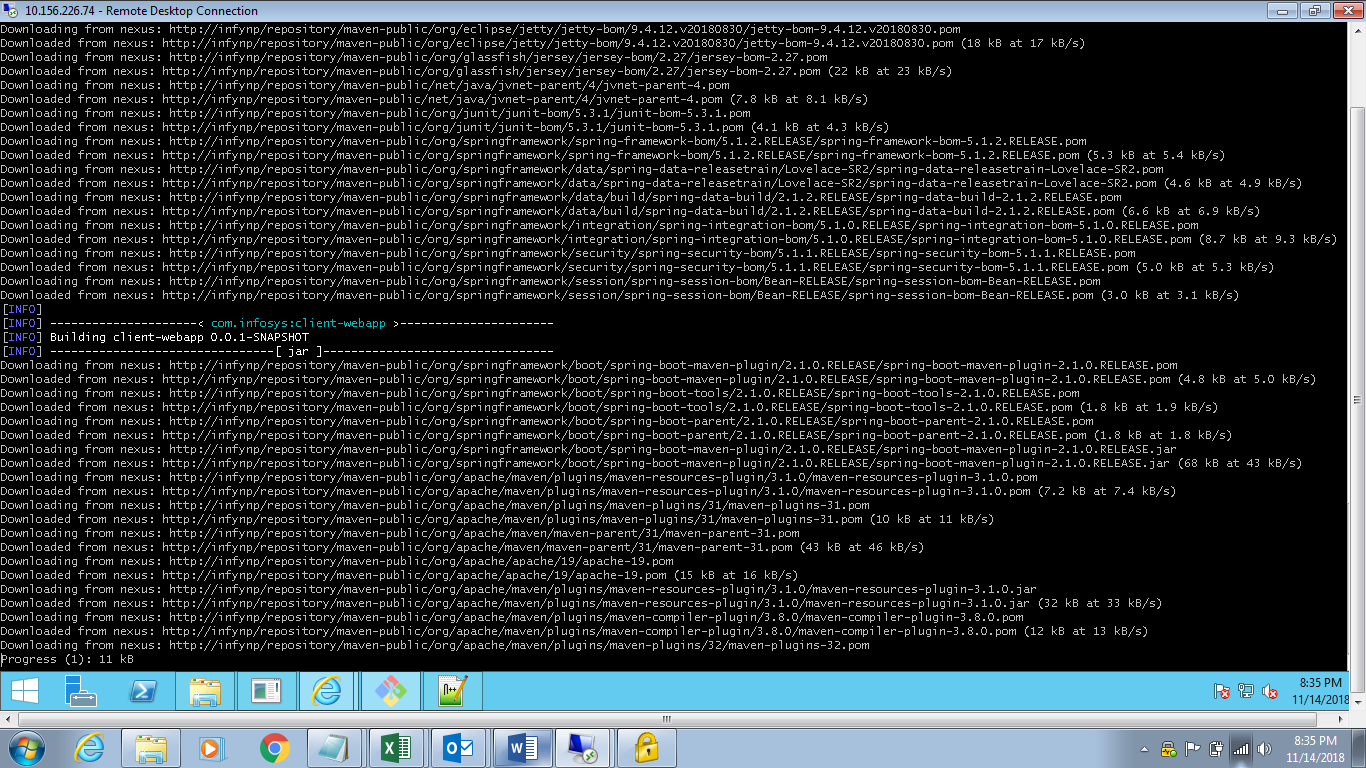 10.156.226.74 - Remote Desktop Connection
Downloading from nexus: http://infynp/repository/maven-public/org/eclipse/jetty/jetty-bom/9.4.12.v20180830/jetty-bom-9.4.12.v20180830.pom
Downloaded from nexus: http://infynp/repository/maven-public/org/eclipse/jetty/jetty-bom/9.4.12.v20180830/jetty-bom-9.4.12.v20180830.pom (18 kB at 17 kB/s)
Downloading from nexus: http://infynp/repository/maven-public/org/glassfish/jersey/jersey-bom/2.27/jersey-bom-2.27.pom
Downloaded from nexus: http://infynp/repository/maven-public/org/glassfish/jersey/jersey-bom/2.27/jersey-bom-2.27.pom (22 kB at 23 kB/s)
Downloading from nexus: http://infynp/repository/maven-public/net/java/jvnet-parent/4/jvnet-parent-4.pom
Downloaded from nexus: http://infynp/repository/maven-public/net/java/jvnet-parent/4/jvnet-parent-4.pom (7.8 kB at 8.1 kB/s)
Downloading from nexus: http://infynp/repository/maven-public/org/junit/junit-bom/5.3.1/junit-bom-5.3.1.pom
Downloaded from nexus: http://infynp/repository/maven-public/org/junit/junit-bom/5.3.1/junit-bom-5.3.1.pom (4.1 kB at 4.3 kB/s)
Downloading from nexus: http://infynp/repository/maven-public/org/springframework/spring-framework-bom/5.1.2.RELEASE/spring-framework-bom-5.1.2.RELEASE.pom
Downloaded from nexus: http://infynp/repository/maven-public/org/springframework/spring-framework-bom/5.1.2.RELEASE/spring-framework-bom-5.1.2.RELEASE.pom (5.3 kB at 5.4 kB/s)
Downloading from nexus: http://infynp/repository/maven-public/org/springframework/data/spring-data-releasetrain/Lovelace-SR2/spring-data-releasetrain-Lovelace-SR2.pom
Downloaded from nexus: http://infynp/repository/maven-public/org/springframework/data/spring-data-releasetrain/Lovelace-SR2/spring-data-releasetrain-Lovelace-SR2.pom (4.6 kB at 4.9 kB/s)
Downloading from nexus: http://infynp/repository/maven-public/org/springframework/data/build/spring-data-build/2.1.2.RELEASE/spring-data-build-2.1.2.RELEASE.pom
Downloaded from nexus: http://infynp/repository/maven-public/org/springframework/data/build/spring-data-build/2.1.2.RELEASE/spring-data-build-2.1.2.RELEASE.pom (6.6 kB at 6.9 kB/s)
Downloading from nexus: http://infynp/repository/maven-public/org/springframework/integration/spring-integration-bom/5.1.0.RELEASE/spring-integration-bom-5.1.0.RELEASE.pom
Downloaded from nexus: http://infynp/repository/maven-public/org/springframework/integration/spring-integration-bom/5.1.0.RELEASE/spring-integration-bom-5.1.0.RELEASE.pom (8.7 kB at 9.3 kB/s)
Downloading from nexus: http://infynp/repository/maven-public/org/springframework/security/spring-security-bom/5.1.1.RELEASE/spring-security-bom-5.1.1.RELEASE.pom
Downloaded from nexus: http://infynp/repository/maven-public/org/springframework/security/spring-security-bom/5.1.1.RELEASE/spring-security-bom-5.1.1.RELEASE.pom (5.0 kB at 5.3 kB/s)
Downloading from nexus: http://infynp/repository/maven-public/org/springframework/session/spring-session-bom/Bean-RELEASE/spring-session-bom-Bean-RELEASE.pom
Downloaded from nexus: http://infynp/repository/maven-public/org/springframework/session/spring-session-bom/Bean-RELEASE/spring-session-bom-Bean-RELEASE.pom (3.0 kB at 3.1 kB/s)
[INFO]
[INFO] ----------------------< com.infosys:client-webapp >----------------------
[INFO] Building client-webapp 0.0.1-SNAPSHOT
[INFO] --------------------------------[ jar ]---------------------------------
Downloading from nexus: http://infynp/repository/maven-public/org/springframework/boot/spring-boot-maven-plugin/2.1.0.RELEASE/spring-boot-maven-plugin-2.1.0.RELEASE.pom
Downloaded from nexus: http://infynp/repository/maven-public/org/springframework/boot/spring-boot-maven-plugin/2.1.0.RELEASE/spring-boot-maven-plugin-2.1.0.RELEASE.pom (4.8 kB at 5.0 kB/s)
Downloading from nexus: http://infynp/repository/maven-public/org/springframework/boot/spring-boot-tools/2.1.0.RELEASE/spring-boot-tools-2.1.0.RELEASE.pom
Downloaded from nexus: http://infynp/repository/maven-public/org/springframework/boot/spring-boot-tools/2.1.0.RELEASE/spring-boot-tools-2.1.0.RELEASE.pom (1.8 kB at 1.9 kB/s)
Downloading from nexus: http://infynp/repository/maven-public/org/springframework/boot/spring-boot-parent/2.1.0.RELEASE/spring-boot-parent-2.1.0.RELEASE.pom
Downloaded from nexus: http://infynp/repository/maven-public/org/springframework/boot/spring-boot-parent/2.1.0.RELEASE/spring-boot-parent-2.1.0.RELEASE.pom (1.8 kB at 1.8 kB/s)
Downloading from nexus: http://infynp/repository/maven-public/org/springframework/boot/spring-boot-maven-plugin/2.1.0.RELEASE/spring-boot-maven-plugin-2.1.0.RELEASE.jar
Downloaded from nexus: http://infynp/repository/maven-public/org/springframework/boot/spring-boot-maven-plugin/2.1.0.RELEASE/spring-boot-maven-plugin-2.1.0.RELEASE.jar (68 kB at 43 kB/s)
Downloading from nexus: http://infynp/repository/maven-public/org/apache/maven/plugins/maven-resources-plugin/3.1.0/maven-resources-plugin-3.1.0.pom
Downloaded from nexus: http://infynp/repository/maven-public/org/apache/maven/plugins/maven-resources-plugin/3.1.0/maven-resources-plugin-3.1.0.pom (7.2 kB at 7.4 kB/s)
Downloading from nexus: http://infynp/repository/maven-public/org/apache/maven/plugins/maven-plugins/31/maven-plugins-31.pom
Downloaded from nexus: http://infynp/repository/maven-public/org/apache/maven/plugins/maven-plugins/31/maven-plugins-31.pom (10 kB at 11 kB/s)
Downloading from nexus: http://infynp/repository/maven-public/org/apache/maven/maven-parent/31/maven-parent-31.pom
Downloaded from nexus: http://infynp/repository/maven-public/org/apache/maven/maven-parent/31/maven-parent-31.pom (43 kB at 46 kB/s)
Downloading from nexus: http://infynp/repository/maven-public/org/apache/apache/19/apache-19.pom
Downloaded from nexus: http://infynp/repository/maven-public/org/apache/apache/19/apache-19.pom (15 kB at 16 kB/s)
Downloading from nexus: http://infynp/repository/maven-public/org/apache/maven/plugins/maven-resources-plugin/3.1.0/maven-resources-plugin-3.1.0.jar
Downloaded from nexus: http://infynp/repository/maven-public/org/apache/maven/plugins/maven-resources-plugin/3.1.0/maven-resources-plugin-3.1.0.jar (32 kB at 33 kB/s)
Downloading from nexus: http://infynp/repository/maven-public/org/apache/maven/plugins/maven-compiler-plugin/3.8.0/maven-compiler-plugin-3.8.0.pom
Downloaded from nexus: http://infynp/repository/maven-public/org/apache/maven/plugins/maven-compiler-plugin/3.8.0/maven-compiler-plugin-3.8.0.pom (12 kB at 13 kB/s)
Downloading from nexus: http://infynp/repository/maven-public/org/apache/maven/plugins/maven-plugins/32/maven-plugins-32.pom
Progress (1): 11 kB
8:35 PM
11/14/2018
8:35 PM
11/14/2018